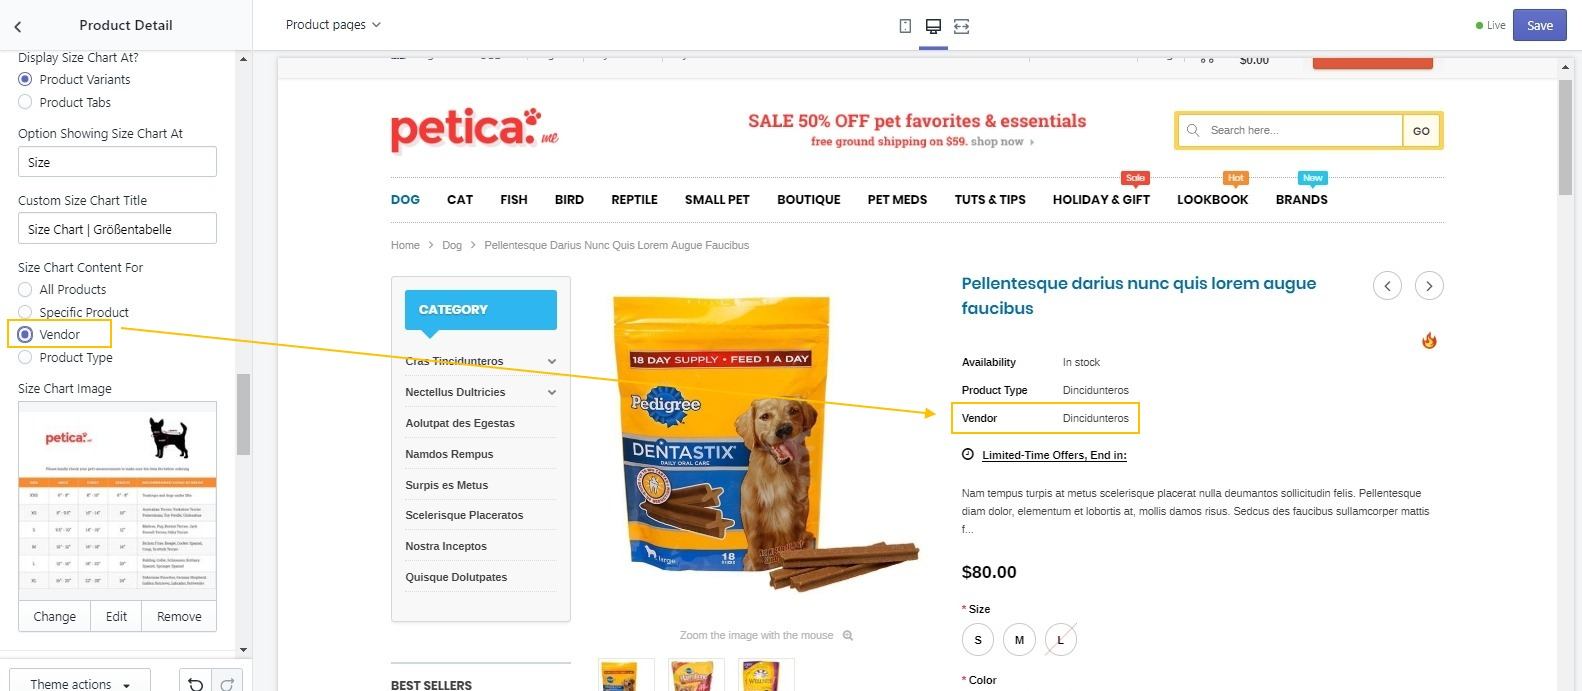 Product Detail
Product pages
Live
Save
Display Size Chart At?
Product Variants
Product Tabs
Option Showing Size Chart At
Size
Custom Size Chart Title
Size Chart | Größentabelle
Size Chart Content For
All Products
Specific Product
Vendor
Product Type
Size Chart Image
petica
Change
Edit
Remove
Theme actions
$0.00
petica.me
SALE 50% OFF pet favorites & essentials
free ground shipping on $59. shop now
Search here...
GO
Sale
Hot
New
DOG CAT FISH BIRD REPTILE SMALL PET BOUTIQUE PET MEDS TUTS & TIPS HOLIDAY & GIFT LOOKBOOK BRANDS
Home > Dog > Pellentesque Darius Nunc Quis Lorem Augue Faucibus
CATEGORY
Cras Tincidunteros
Nectellus Dultricies
Aolutpat des Egestas
Namdos Rempus
Surpis es Metus
Scelerisque Placeratos
Nostra Inceptos
Quisque Dolutpates
BEST SELLERS
18 DAY SUPPLY • FEED 1 A DAY
Pedigree
DENTASTIX
DAILY ORAL CARE
large
18
Zoom the image with the mouse
Pellentesque darius nunc quis lorem augue
faucibus
Availability In stock
Product Type Dincidunteros
Vendor Dincidunteros
Limited-Time Offers, End in:
Nam tempus turpis at metus scelerisque placerat nulla deumantos sollicitudin felis. Pellentesque
diam dolor, elementum et lobortis at, mollis damos risus. Sedcus des faucibus sullamcorper mattis
f...
$80.00
* Size
S M L
* Color